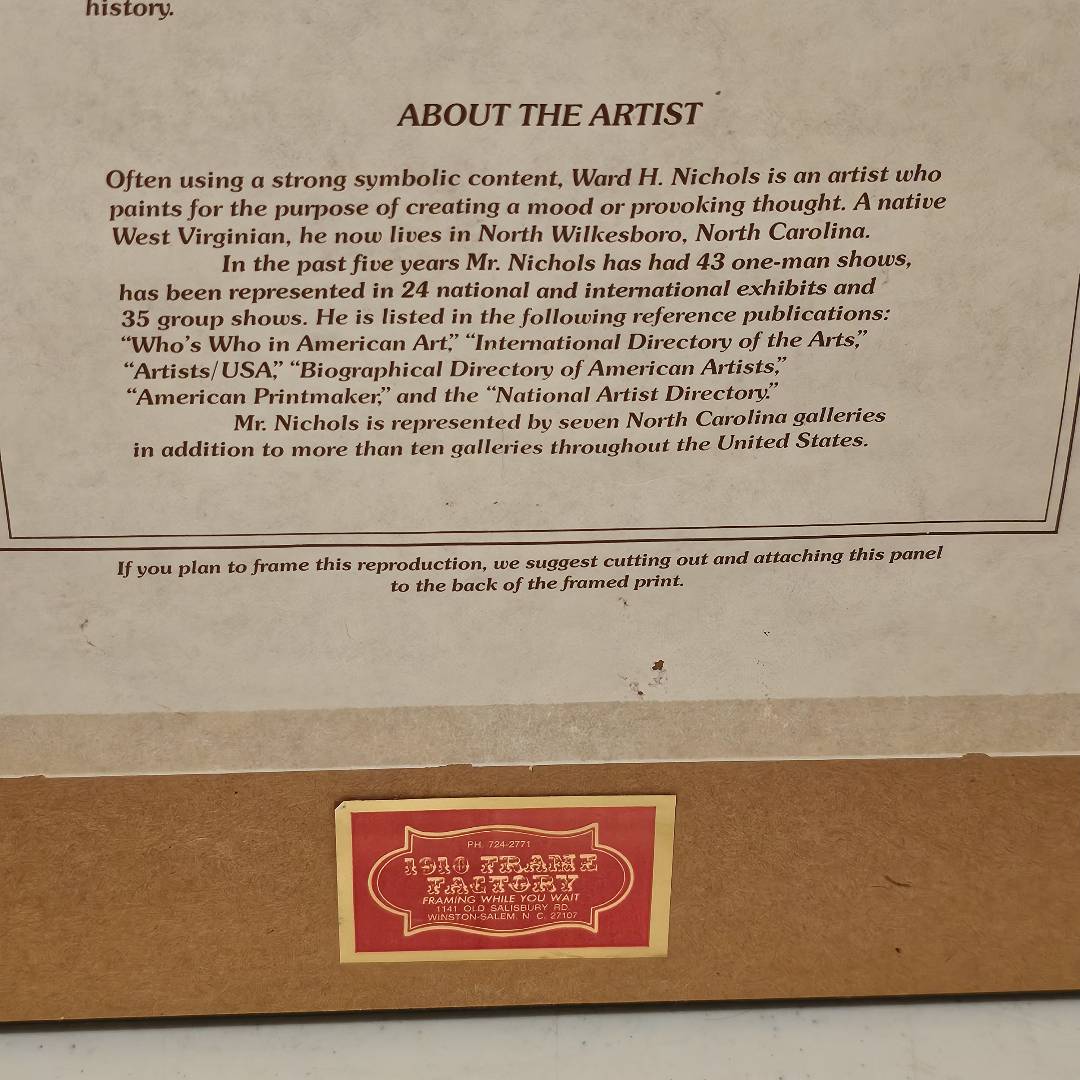 history.
ABOUT THE ARTIST
Often using a strong symbolic content, Ward H. Nichols is an artist who
paints for the purpose of creating a mood or provoking thought. A native
West Virginian, he now lives in North Wilkesboro, North Carolina.
In the past five years Mr. Nichols has had 43 one-man shows,
has been represented in 24 national and international exhibits and
35 group shows. He is listed in the following reference publications:
“Who’s Who in American Art,” “International Directory of the Arts,”
“Artists/USA,” “Biographical Directory of American Artists,”
“American Printmaker,” and the “National Artist Directory.”
Mr. Nichols is represented by seven North Carolina galleries
in addition to more than ten galleries throughout the United States.
If you plan to frame this reproduction, we suggest cutting out and attaching this panel
to the back of the framed print.
PH. 724-2771
1910 FRAME
FACTORY
FRAMING WHILE YOU WAIT
1141 OLD SALISBURY RD.
WINSTON-SALEM, N. C. 27107